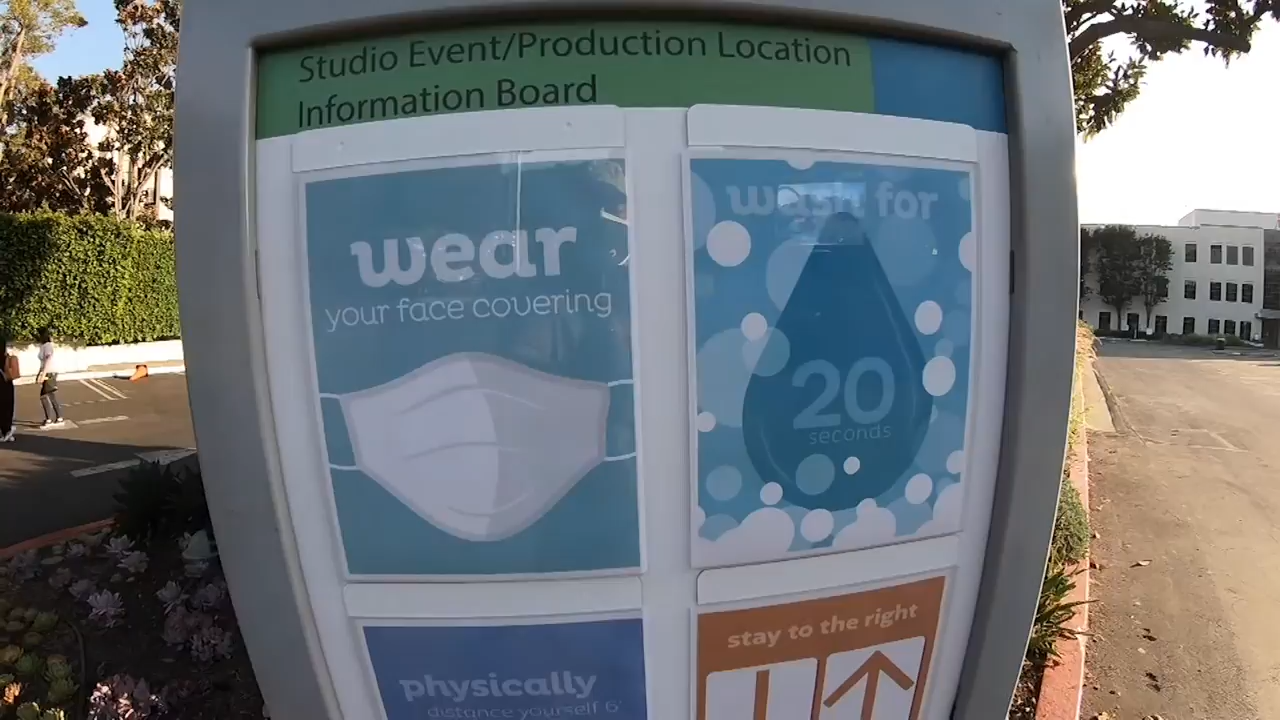 Studio Event/Production Location
Information Board
wear
your face covering
wash for
20
seconds
physically
distance yourself 6'
stay to the right